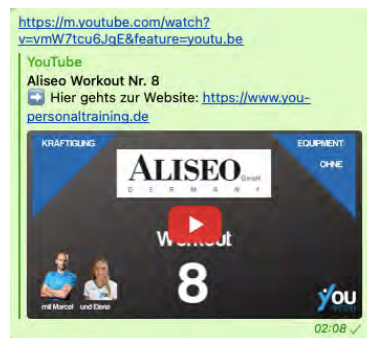 https://m.youtube.com/watch?
v=vmW7tcu6JqE&feature=youtu.be
YouTube
Aliseo Workout Nr. 8
➡ Hier gehts zur Website: https://www.you-
personaltraining.de
KRÄFTIGUNG
EQUIPMENT:
OHNE
ALISEO GmbH
GERMANY
Workout
8
mit Marcel und Elena
YOU
02:08